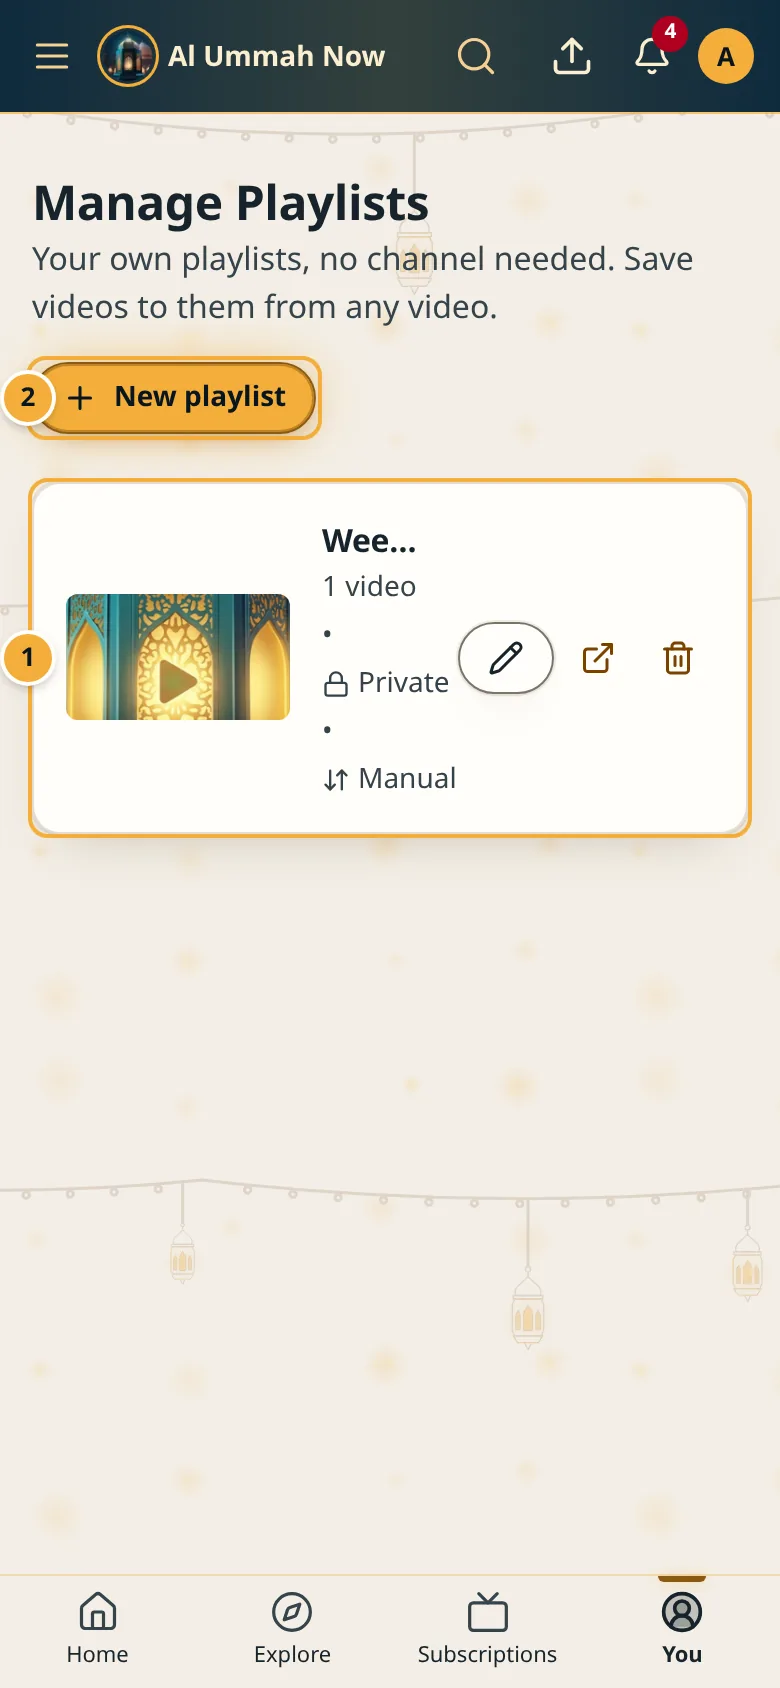 Al Ummah Now
4
A
Manage Playlists
Your own playlists, no channel needed. Save
videos to them from any video.
2
New playlist
1
Wee...
1 video
•
Private
•
Manual
Home
Explore
Subscriptions
You